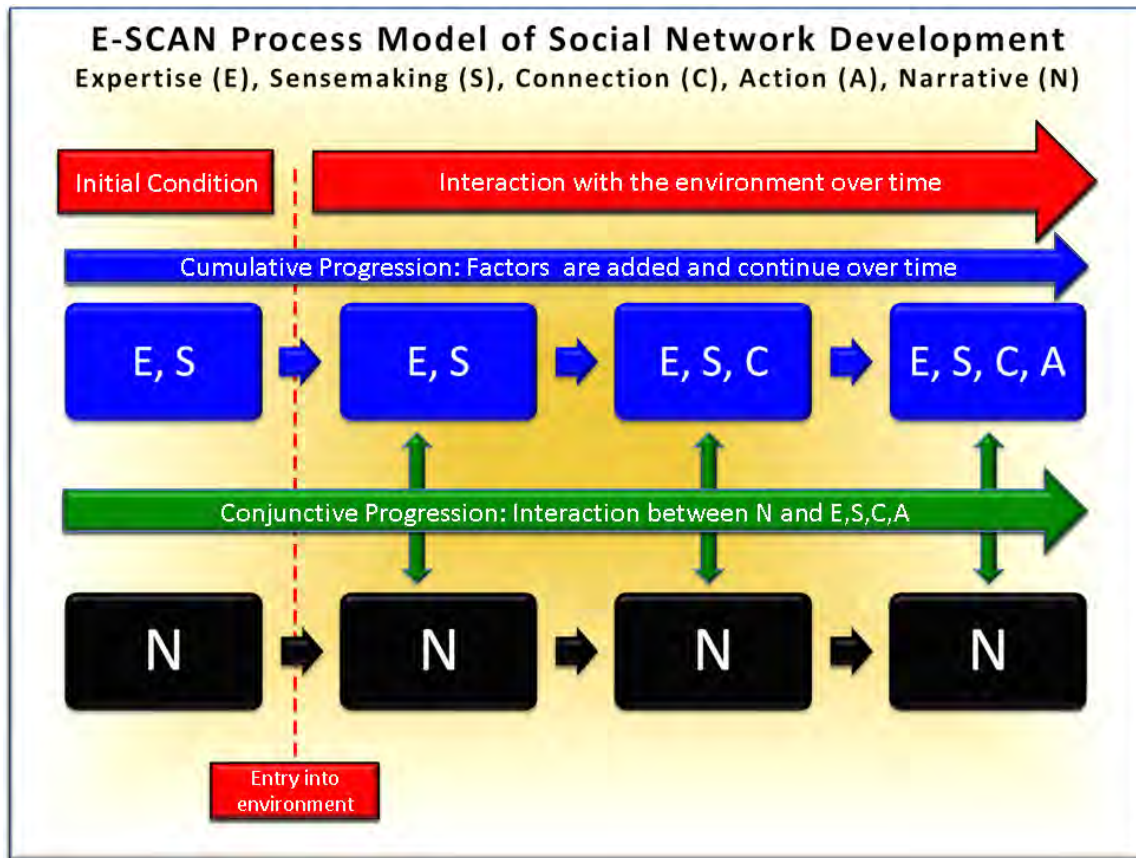 E-SCAN Process Model of Social Network Development
Expertise (E), Sensemaking (S), Connection (C), Action (A), Narrative (N)
Initial Condition
Interaction with the environment over time
Cumulative Progression: Factors are added and continue over time
E, S
E, S
E, S, C
E, S, C, A
Conjunctive Progression: Interaction between N and E,S,C,A
N
N
N
N
Entry into
environment